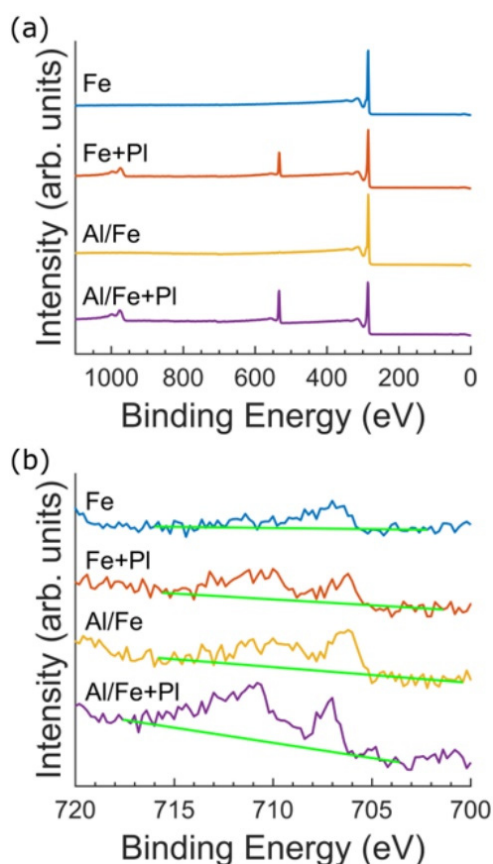 (a)
Intensity (arb. units)
Fe
Fe+Pl
Al/Fe
Al/Fe+Pl
1000 800 600 400 200 0
Binding Energy (eV)
(b)
Intensity (arb. units)
Fe
Fe+Pl
Al/Fe
Al/Fe+Pl
720 715 710 705 700
Binding Energy (eV)